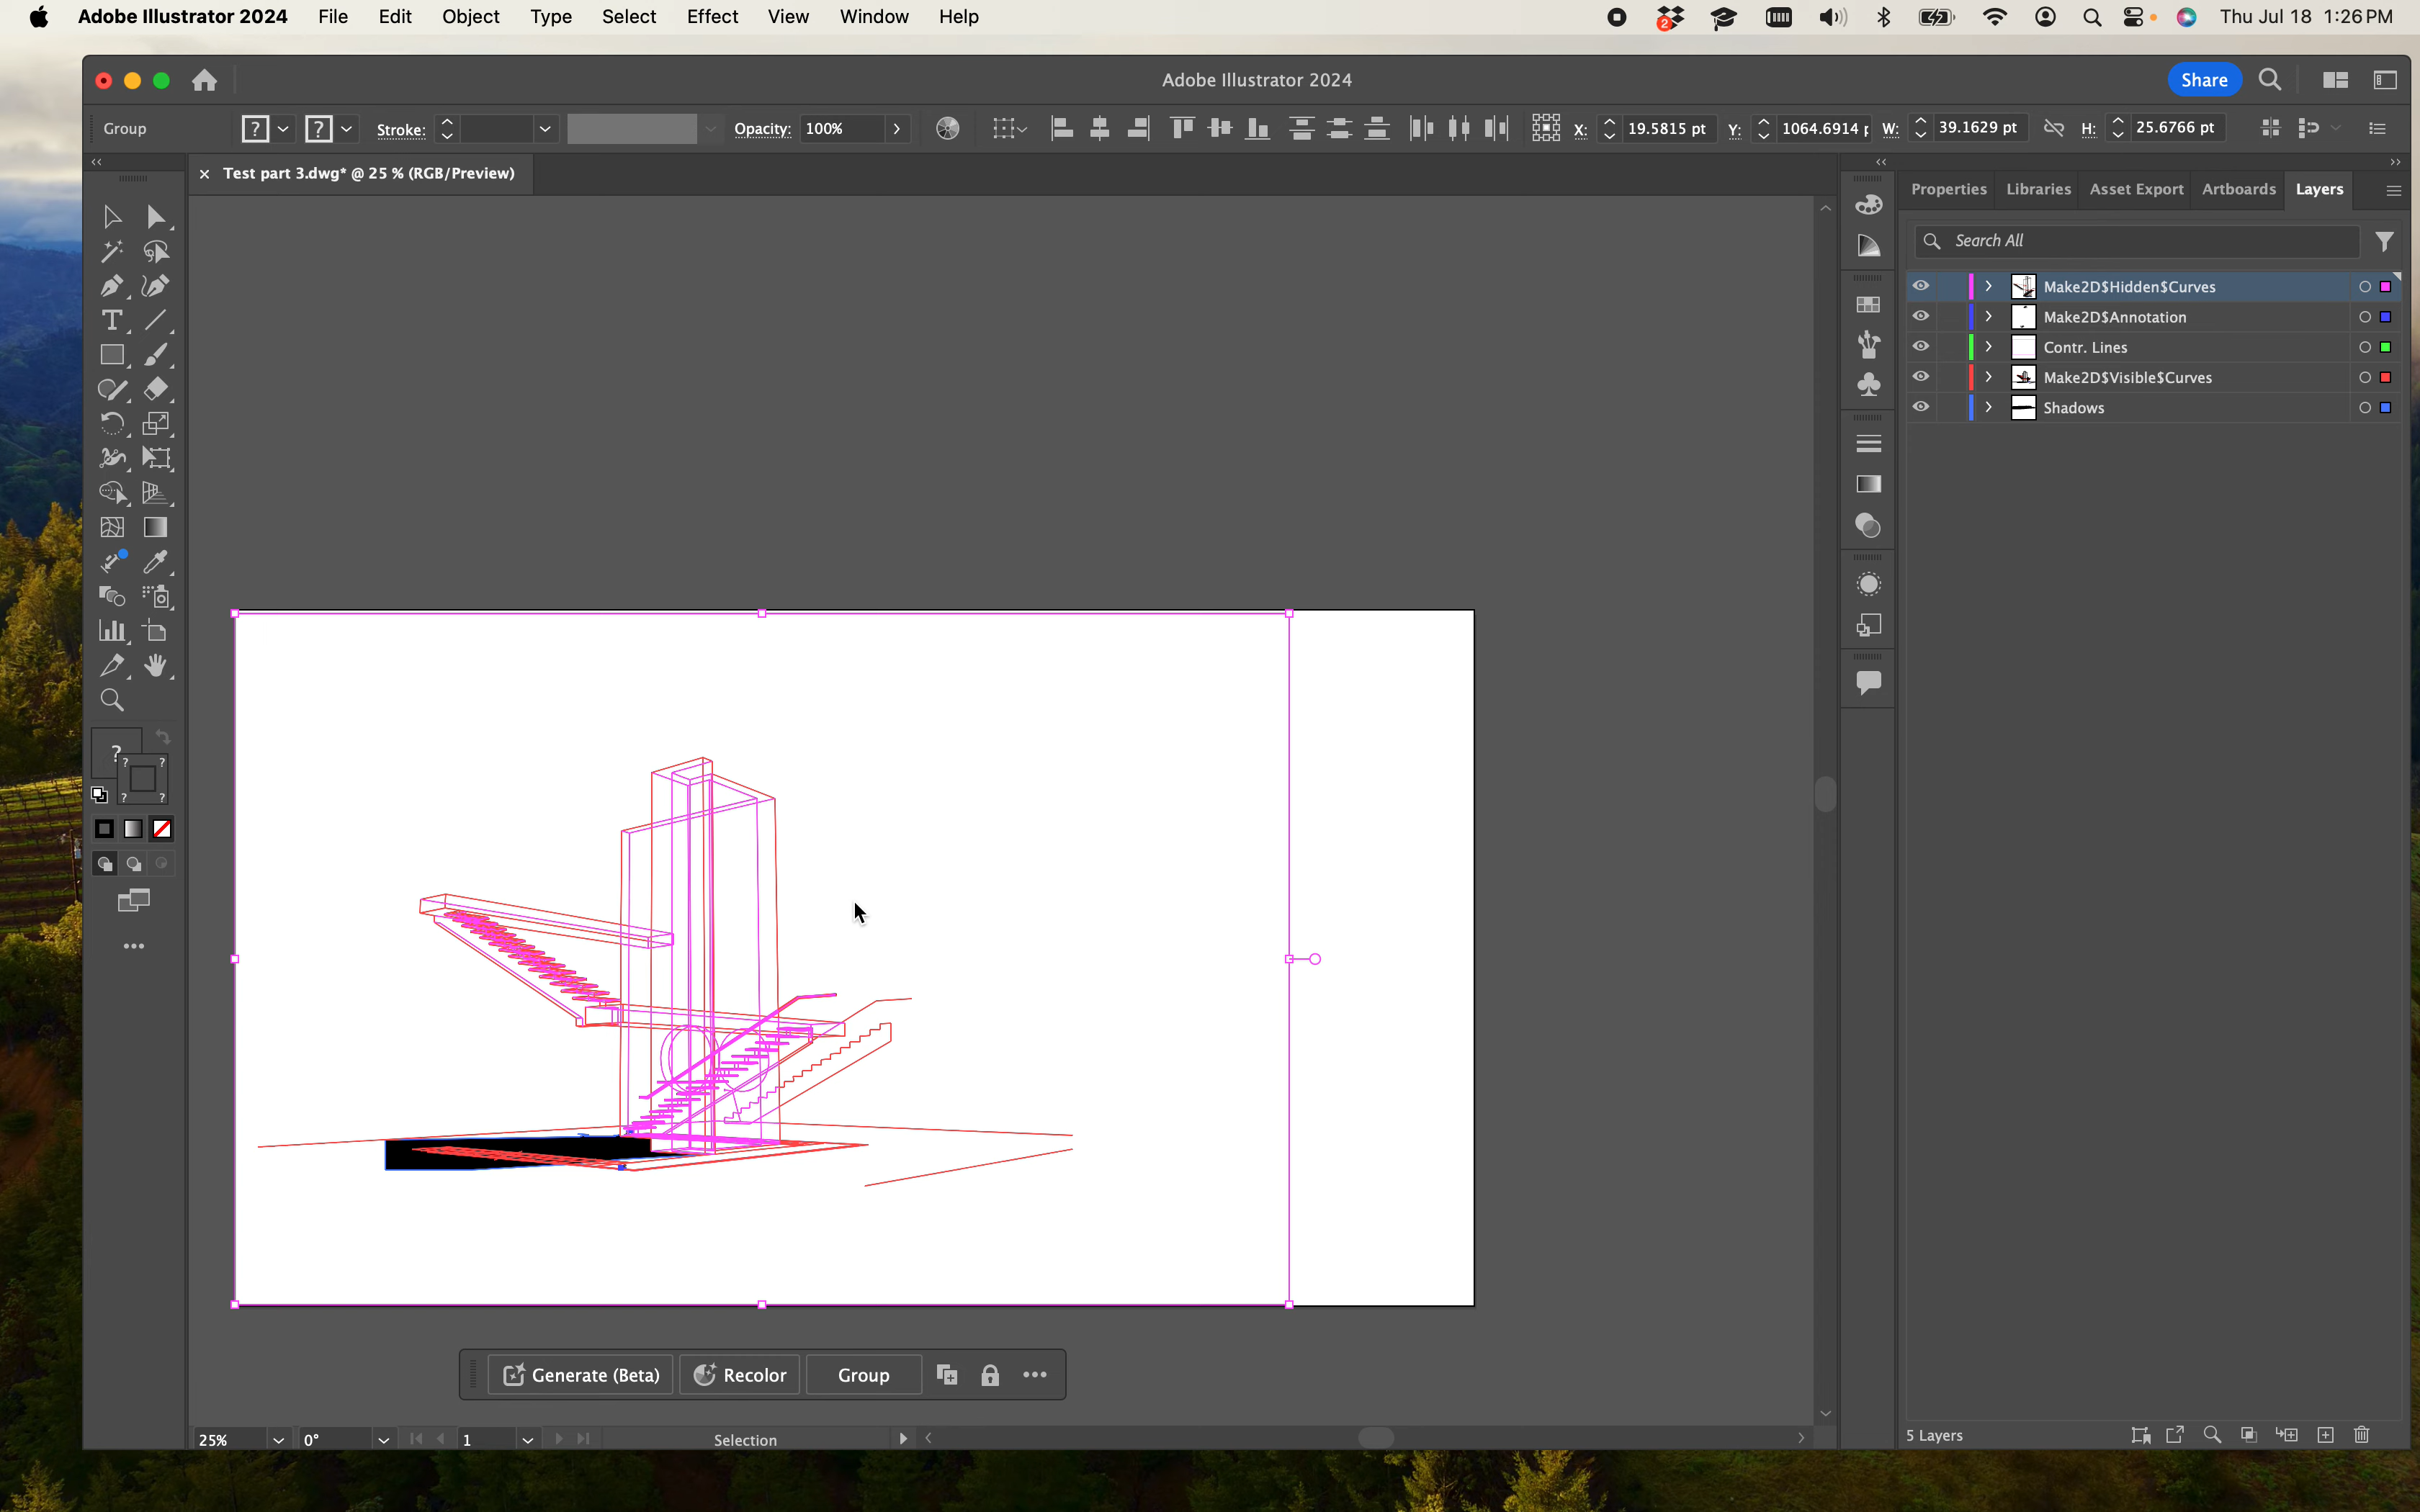 Adobe Illustrator 2024 File Edit Object Type Select Effect View Window Help 2 Thu Jul 18 1:26 PM
Adobe Illustrator 2024 Share
Group ? ? Stroke: Opacity: 100% X: 19.5815 pt Y: 1064.6914 p W: 39.1629 pt H: 25.6766 pt
× Test part 3.dwg* @ 25 % (RGB/Preview)
Properties Libraries Asset Export Artboards Layers
Search All
Make2D$Hidden$Curves
Make2D$Annotation
Contr. Lines
Make2D$Visible$Curves
Shadows
T
?
? ?
? ?
Generate (Beta) Recolor Group
25% 0° 1 Selection
5 Layers